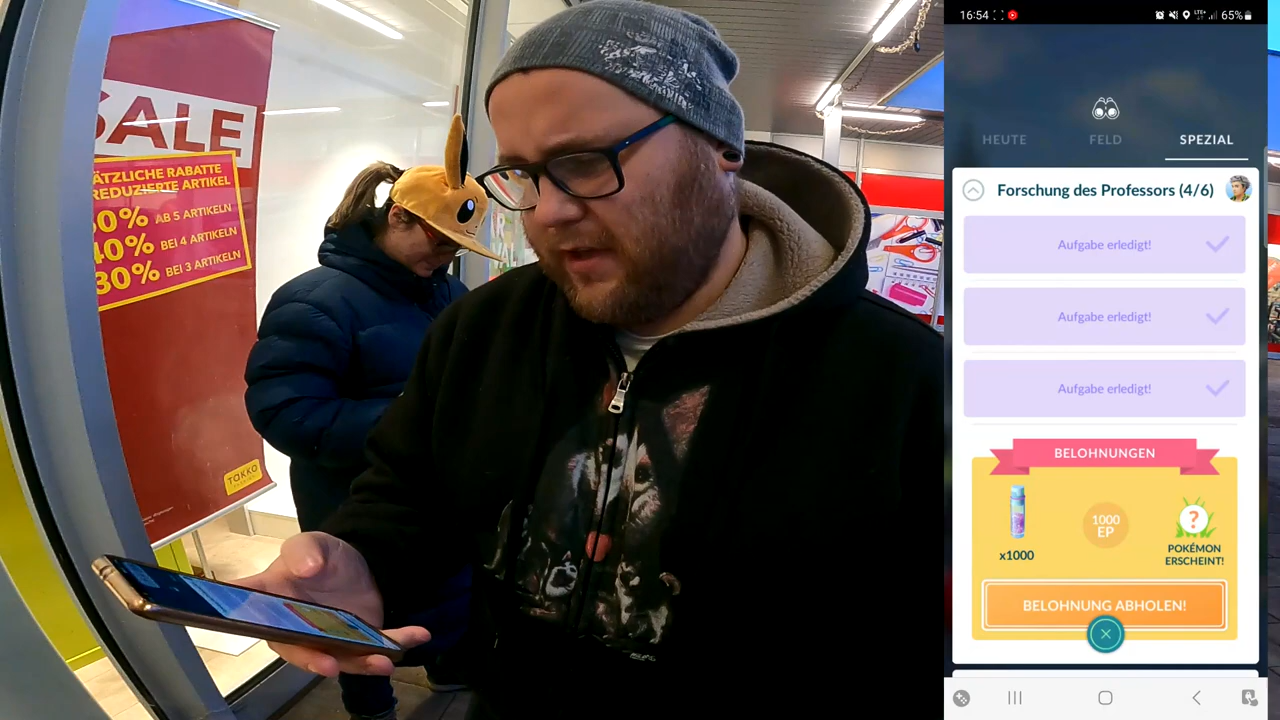 SALE
ÄTZLICHE RABATTE
REDUZIERTE ARTIKEL
50% AB 5 ARTIKELN
40% BEI 4 ARTIKELN
30% BEI 3 ARTIKELN
TAKKO
16:54
LTE+
65%
HEUTE
FELD
SPEZIAL
Forschung des Professors (4/6)
Aufgabe erledigt!
Aufgabe erledigt!
Aufgabe erledigt!
BELOHNUNGEN
x1000
1000
EP
?
POKÉMON
ERSCHEINT!
BELOHNUNG ABHOLEN!